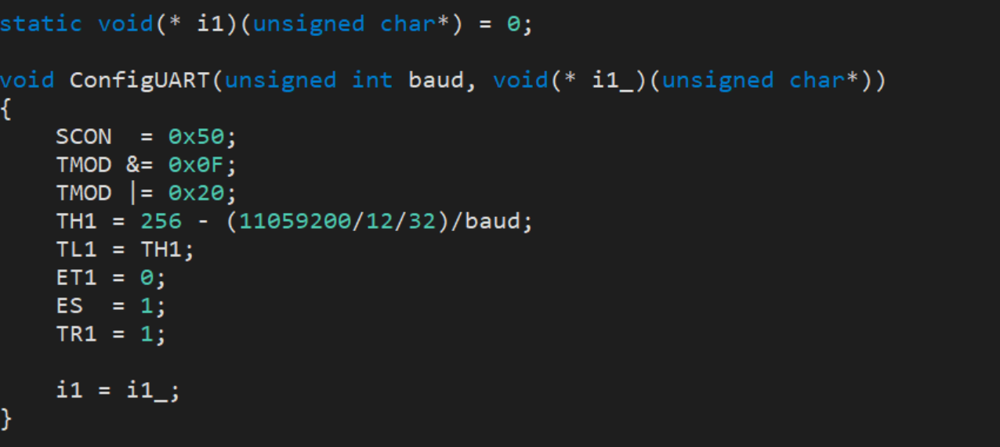 static void(* i1)(unsigned char*) = 0;
void ConfigUART(unsigned int baud, void(* i1_)(unsigned char*))
{
    SCON  = 0x50;
    TMOD &= 0x0F;
    TMOD |= 0x20;
    TH1 = 256 - (11059200/12/32)/baud;
    TL1 = TH1;
    ET1 = 0;
    ES  = 1;
    TR1 = 1;
    i1 = i1_;
}